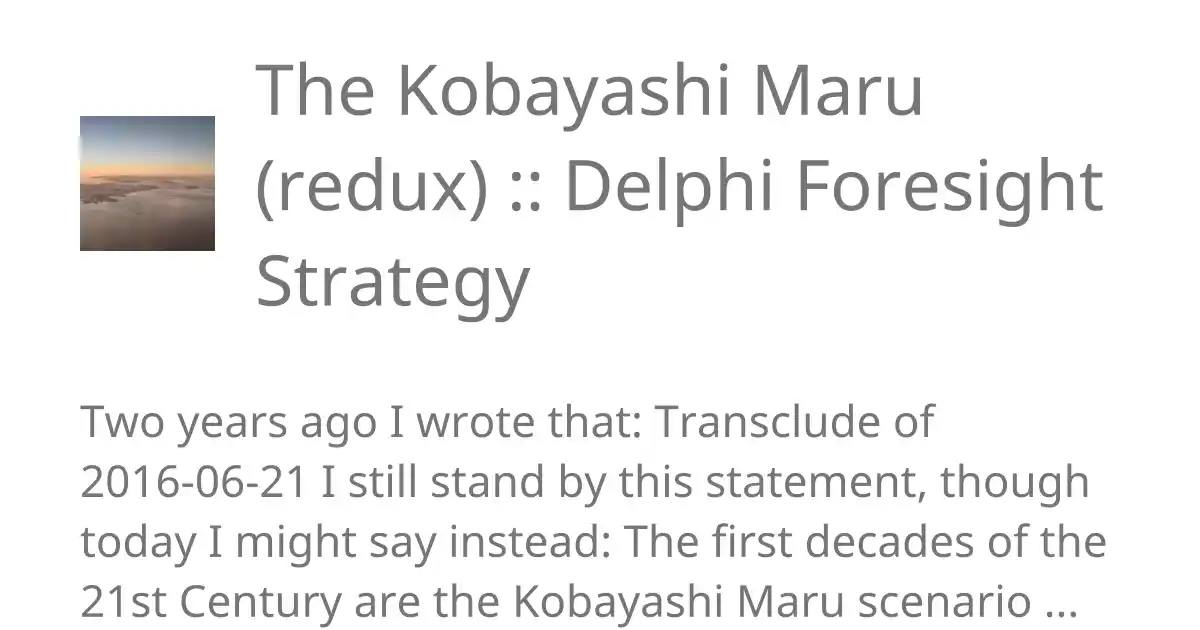 The Kobayashi Maru
(redux) :: Delphi Foresight
Strategy
Two years ago I wrote that: Transclude of
2016-06-21 I still stand by this statement, though
today I might say instead: The first decades of the
21st Century are the Kobayashi Maru scenario ...